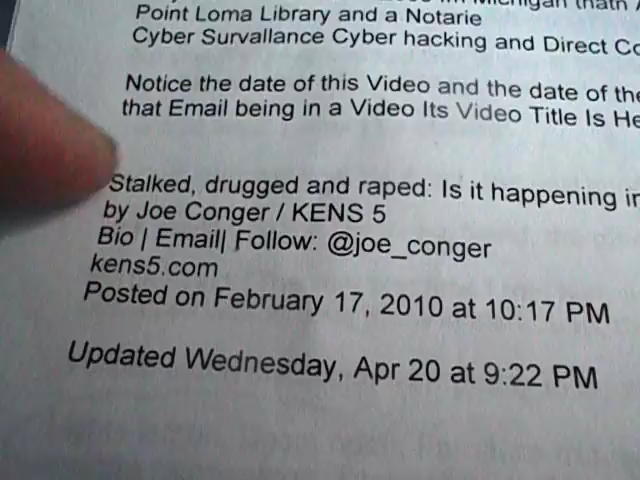 Michigan
Point Loma Library and a Notarie
Cyber Survallance Cyber hacking and Direct
Notice the date of this Video and the date of
that Email being in a Video Its Video Title Is
Stalked, drugged and raped: Is it happening
by Joe Conger / KENS 5
Bio | Email| Follow: @joe_conger
kens5.com
Posted on February 17, 2010 at 10:17 PM
Updated Wednesday, Apr 20 at 9:22 PM